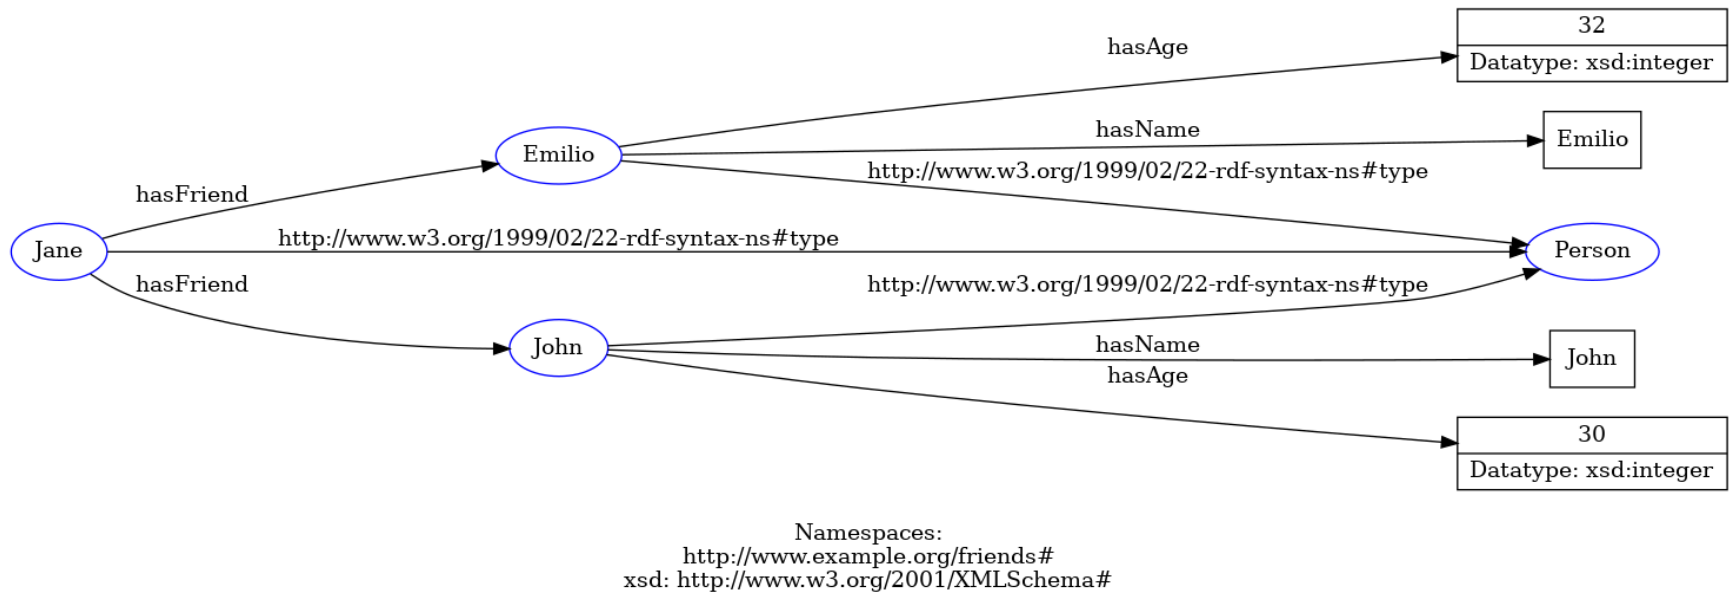 32
hasAge
Datatype: xsd:integer
hasName
Emilio
Emilio
http://www.w3.org/1999/02/22-rdf-syntax-ns#type
hasFriend
http://www.w3.org/1999/02/22-rdf-syntax-ns#type
Jane
Person
hasFriend
http://www.w3.org/1999/02/22-rdf-syntax-ns#type
John
hasName
John
hasAge
30
Datatype: xsd:integer
Namespaces:
http://www.example.org/friends#
xsd: http://www.w3.org/2001/XMLSchema#